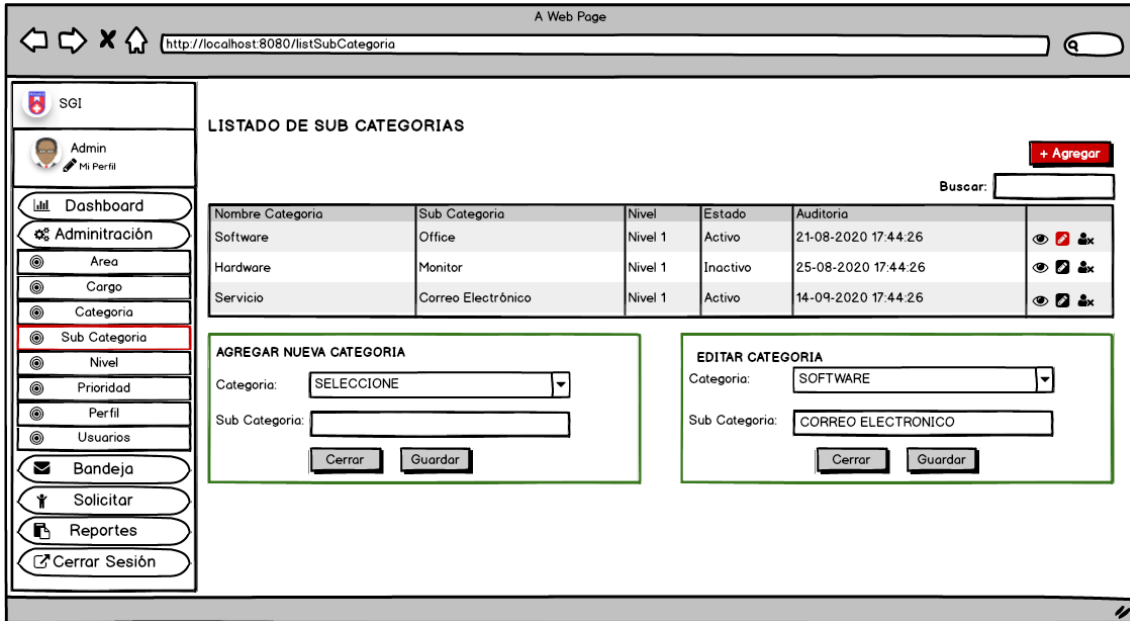 A Web Page
http://localhost:8080/listSubCategoria
SGI
Admin
Mi Perfil
Dashboard
Adminitración
Area
Cargo
Categoria
Sub Categoria
Nivel
Prioridad
Perfil
Usuarios
Bandeja
Solicitar
Reportes
Cerrar Sesión
LISTADO DE SUB CATEGORIAS
+ Agregar
Buscar:
Nombre Categoria Sub Categoria Nivel Estado Auditoria
Software Office Nivel 1 Activo 21-08-2020 17:44:26
Hardware Monitor Nivel 1 Inactivo 25-08-2020 17:44:26
Servicio Correo Electrónico Nivel 1 Activo 14-09-2020 17:44:26
AGREGAR NUEVA CATEGORIA
Categoria: SELECCIONE
Sub Categoria:
Cerrar Guardar
EDITAR CATEGORIA
Categoria: SOFTWARE
Sub Categoria: CORREO ELECTRONICO
Cerrar Guardar